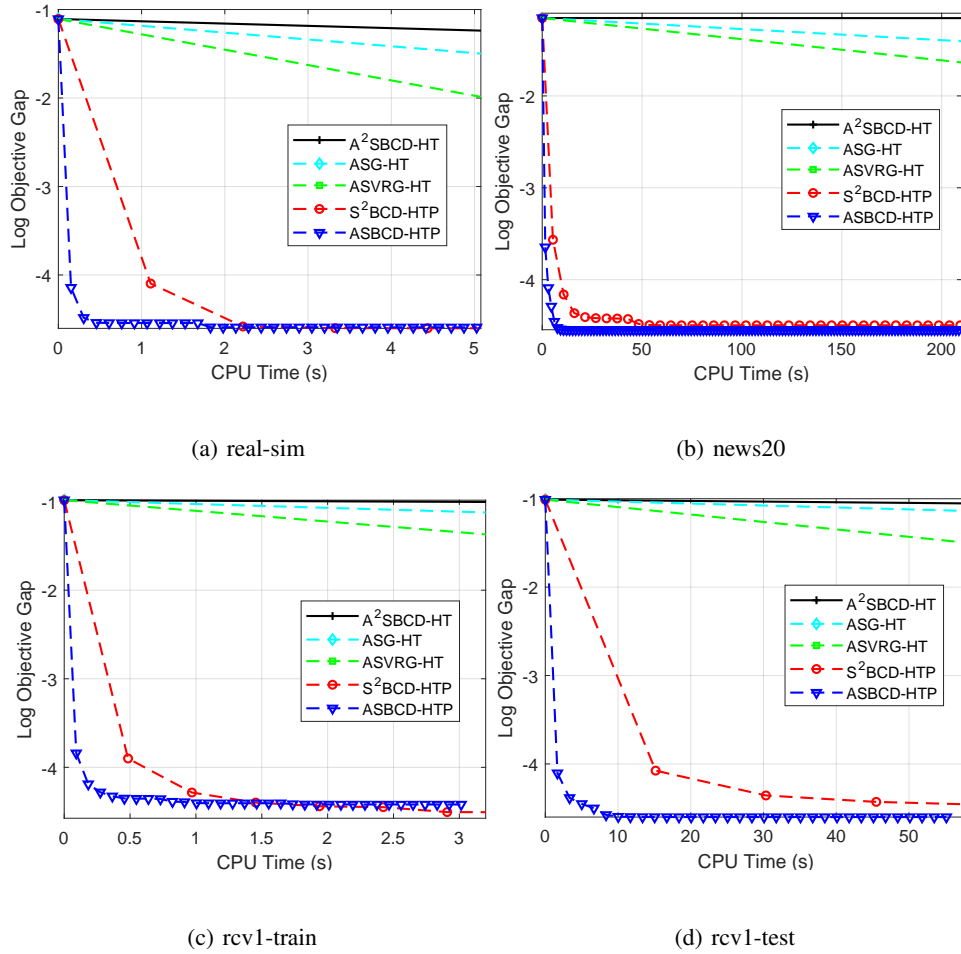 -1
-2
-3
-4
Log Objective Gap
0
1
2
3
4
5
CPU Time (s)
A²SBCD-HT
ASG-HT
ASVRG-HT
S²BCD-HTP
ASBCD-HTP
(a) real-sim
-2
-4
Log Objective Gap
0
50
100
150
200
CPU Time (s)
A²SBCD-HT
ASG-HT
ASVRG-HT
S²BCD-HTP
ASBCD-HTP
(b) news20
-1
-2
-3
-4
Log Objective Gap
0
0.5
1
1.5
2
2.5
3
CPU Time (s)
A²SBCD-HT
ASG-HT
ASVRG-HT
S²BCD-HTP
ASBCD-HTP
(c) rcv1-train
-1
-2
-3
-4
Log Objective Gap
0
10
20
30
40
50
CPU Time (s)
A²SBCD-HT
ASG-HT
ASVRG-HT
S²BCD-HTP
ASBCD-HTP
(d) rcv1-test